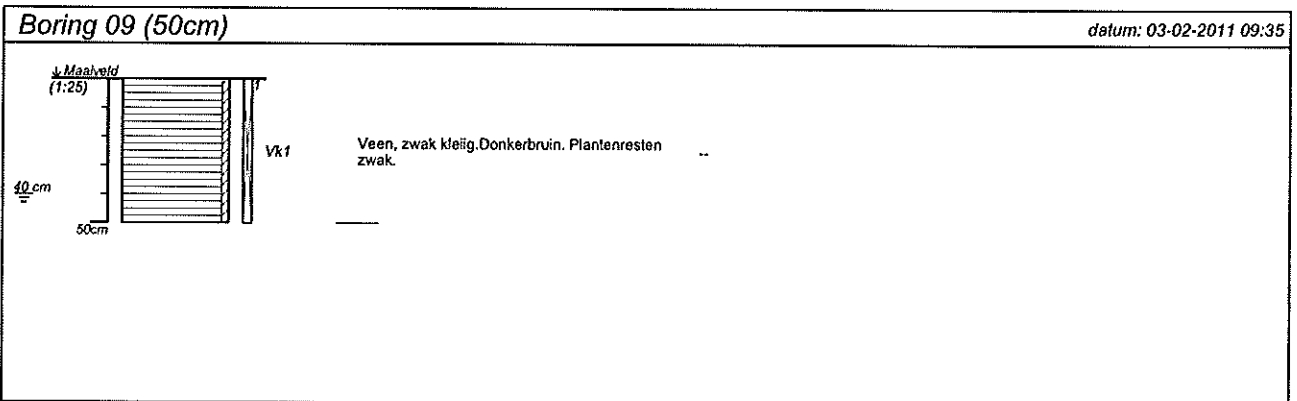 Boring 09 (50cm)
datum: 03-02-2011 09:35
Maaiveld
(1:25)
1
Vk1
Veen, zwak kleiig.Donkerbruin. Plantenresten
zwak.
--
40 cm
50cm